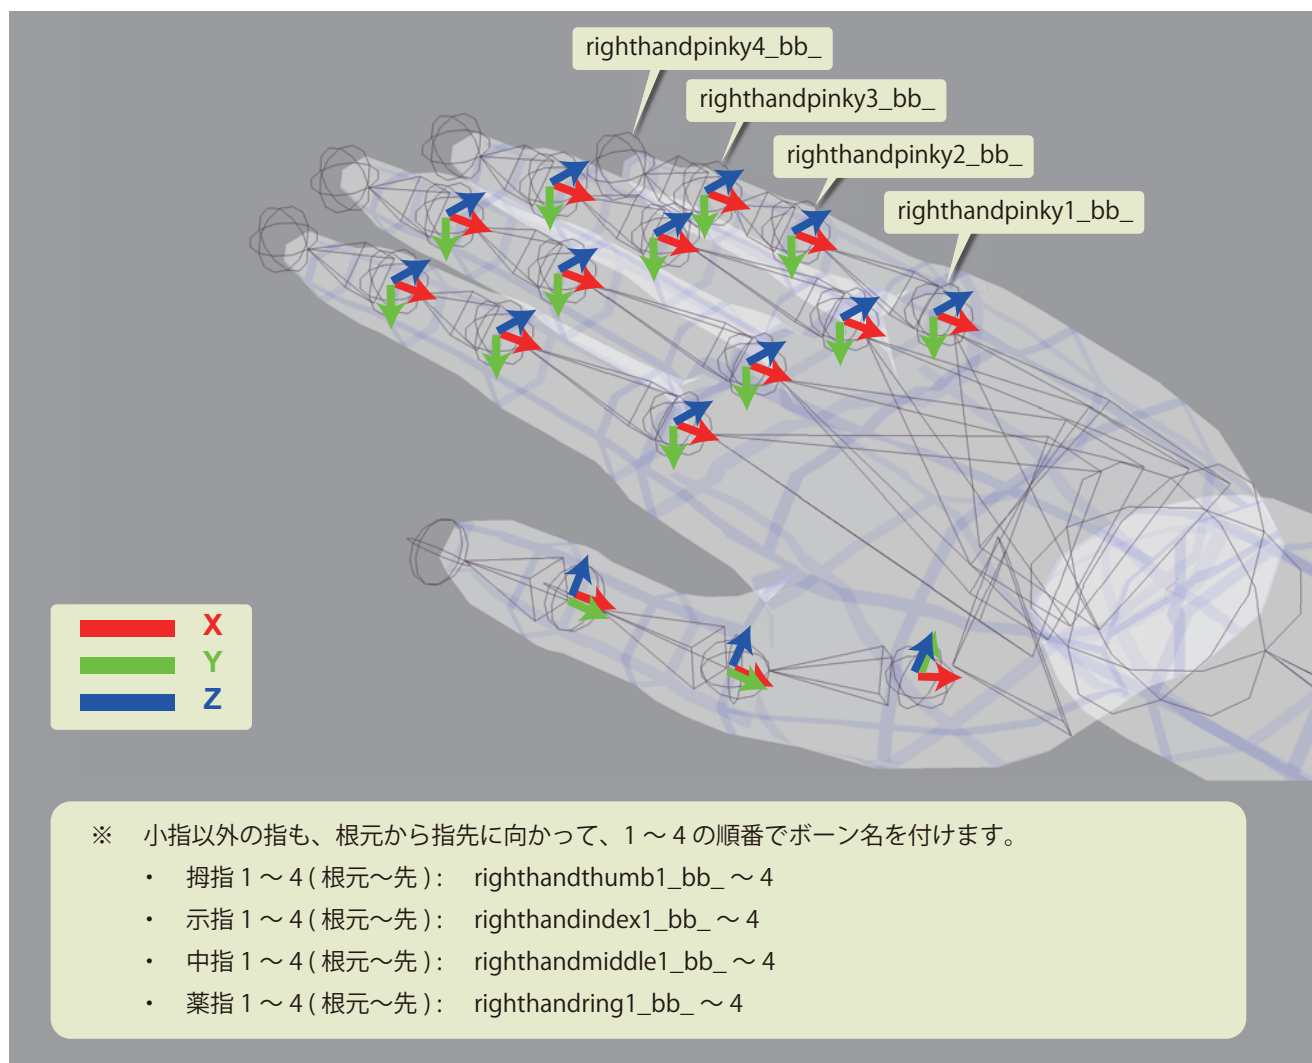 righthandpinky4_bb_
righthandpinky3_bb_
righthandpinky2_bb_
righthandpinky1_bb_
X
Y
Z
※ 小指以外の指も、根元から指先に向かって、1 ～ 4 の順番でボーン名を付けます。
・ 拇指 1 ～ 4 ( 根元～先 ) : righthandthumb1_bb_ ～ 4
・ 示指 1 ～ 4 ( 根元～先 ) : righthandindex1_bb_ ～ 4
・ 中指 1 ～ 4 ( 根元～先 ) : righthandmiddle1_bb_ ～ 4
・ 薬指 1 ～ 4 ( 根元～先 ) : righthandring1_bb_ ～ 4